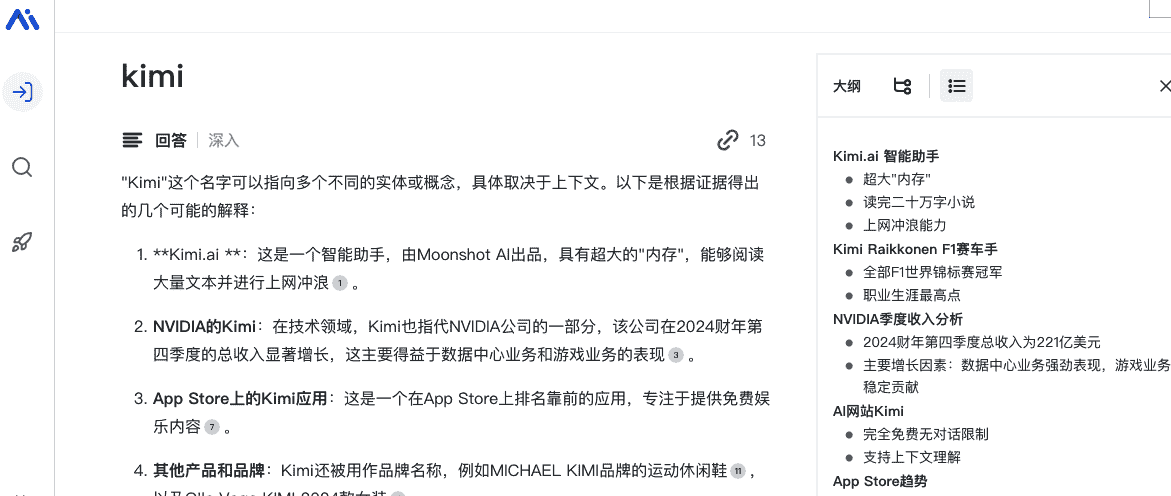 kimi
回答
深入
13
"Kimi"这个名字可以指向多个不同的实体或概念，具体取决于上下文。以下是根据证据得出
的几个可能的解释：
1. **Kimi.ai **：这是一个智能助手，由Moonshot AI出品，具有超大的"内存"，能够阅读
大量文本并进行上网冲浪 1 。
2. NVIDIA的Kimi：在技术领域，Kimi也指代NVIDIA公司的一部分，该公司在2024财年第
四季度的总收入显著增长，这主要得益于数据中心业务和游戏业务的表现 3 。
3. App Store上的Kimi应用：这是一个在App Store上排名靠前的应用，专注于提供免费娱
乐内容 7 。
4. 其他产品和品牌：Kimi还被用作品牌名称，例如MICHAEL KIMI品牌的运动休闲鞋 11 ，
大纲
Kimi.ai 智能助手
超大"内存"
读完二十万字小说
上网冲浪能力
Kimi Raikkonen F1赛车手
全部F1世界锦标赛冠军
职业生涯最高点
NVIDIA季度收入分析
2024财年第四季度总收入为221亿美元
主要增长因素：数据中心业务强劲表现，游戏业务
稳定贡献
AI网站Kimi
完全免费无对话限制
支持上下文理解
App Store趋势